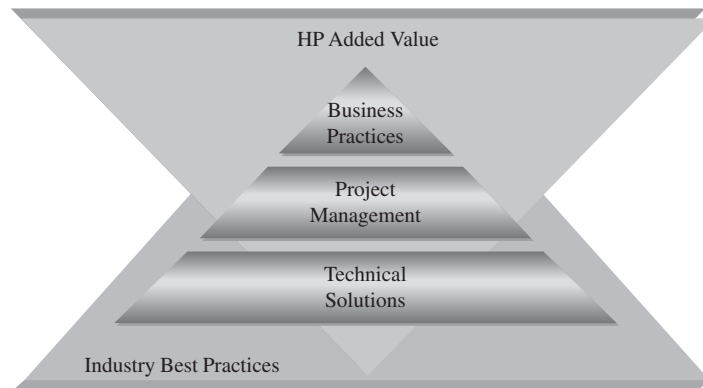 HP Added Value
Business
Practices
Project
Management
Technical
Solutions
Industry Best Practices